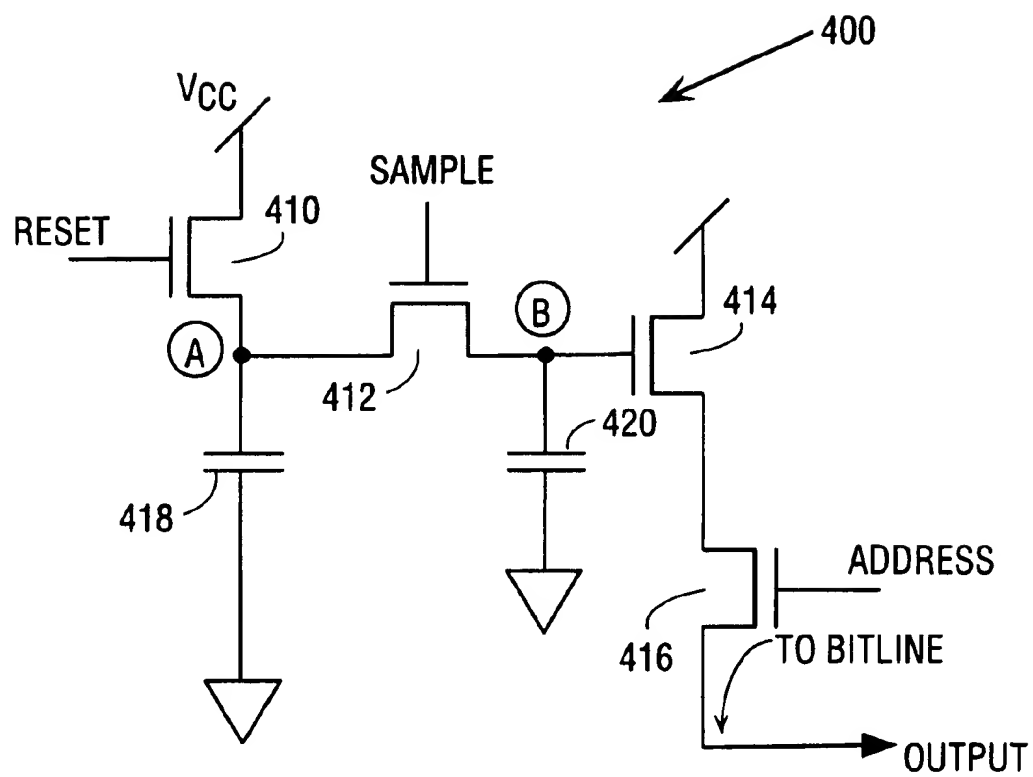 400
VCC
SAMPLE
RESET
410
A
B
414
412
420
418
ADDRESS
416
TO BITLINE
OUTPUT